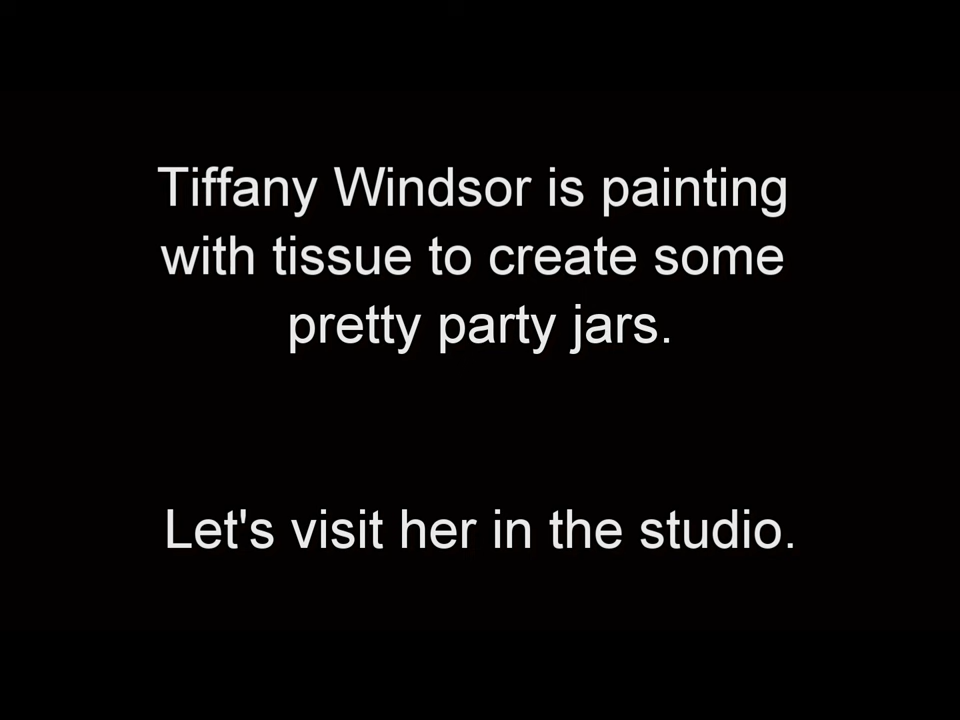 Tiffany Windsor is painting
with tissue to create some
pretty party jars.
Let's visit her in the studio.